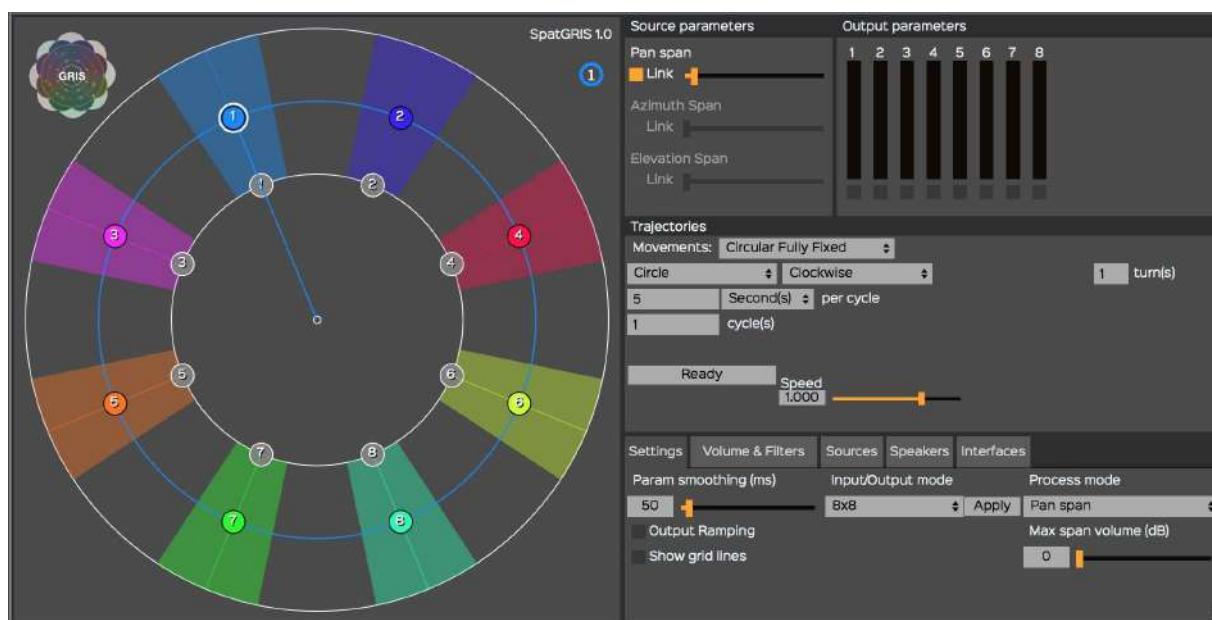 GRIS
SpatGRIS 1.0
1
1
2
3
4
5
6
7
8
1
2
3
4
5
6
7
8
Source parameters
Pan span
Link
Azimuth Span
Link
Elevation Span
Link
Output parameters
1 2 3 4 5 6 7 8
Trajectories
Movements: Circular Fully Fixed
Circle Clockwise 1 turn(s)
5 Second(s) per cycle
1 cycle(s)
Ready
Speed
1.000
Settings Volume & Filters Sources Speakers Interfaces
Param smoothing (ms) Input/Output mode Process mode
50 8x8 Apply Pan span
Output Ramping Max span volume (dB)
Show grid lines 0